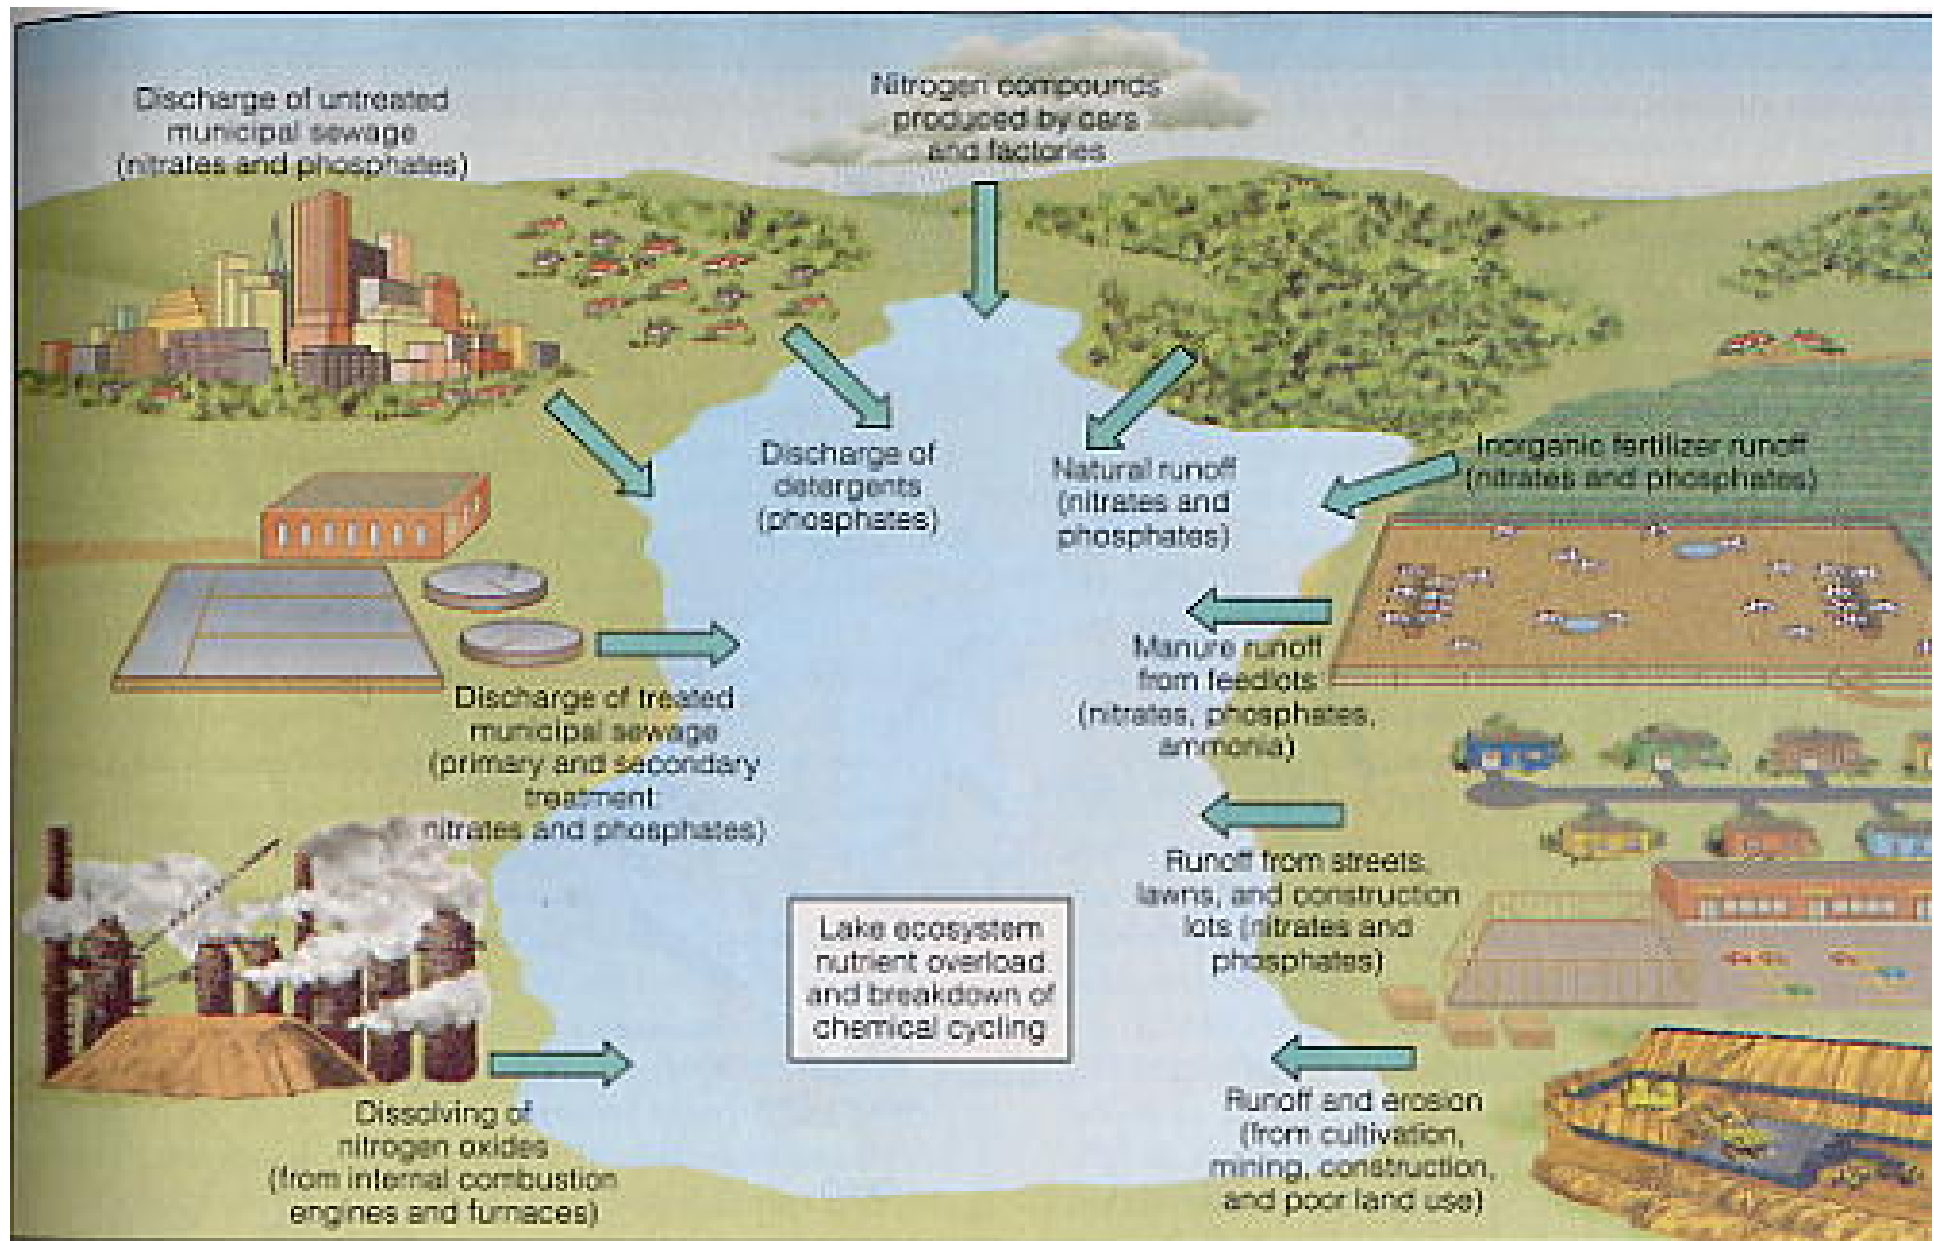 Discharge of untreated
municipal sewage
(nitrates and phosphates)
Nitrogen compounds
produced by cars
and factories
Discharge of
detergents
(phosphates)
Natural runoff
(nitrates and
phosphates)
Inorganic fertilizer runoff
(nitrates and phosphates)
Manure runoff
from feedlots
(nitrates, phosphates,
ammonia)
Discharge of treated
municipal sewage
(primary and secondary
treatment:
nitrates and phosphates)
Runoff from streets,
lawns, and construction
lots (nitrates and
phosphates)
Lake ecosystem
nutrient overload
and breakdown of
chemical cycling
Dissolving of
nitrogen oxides
(from internal combustion
engines and furnaces)
Runoff and erosion
(from cultivation,
mining, construction,
and poor land use)